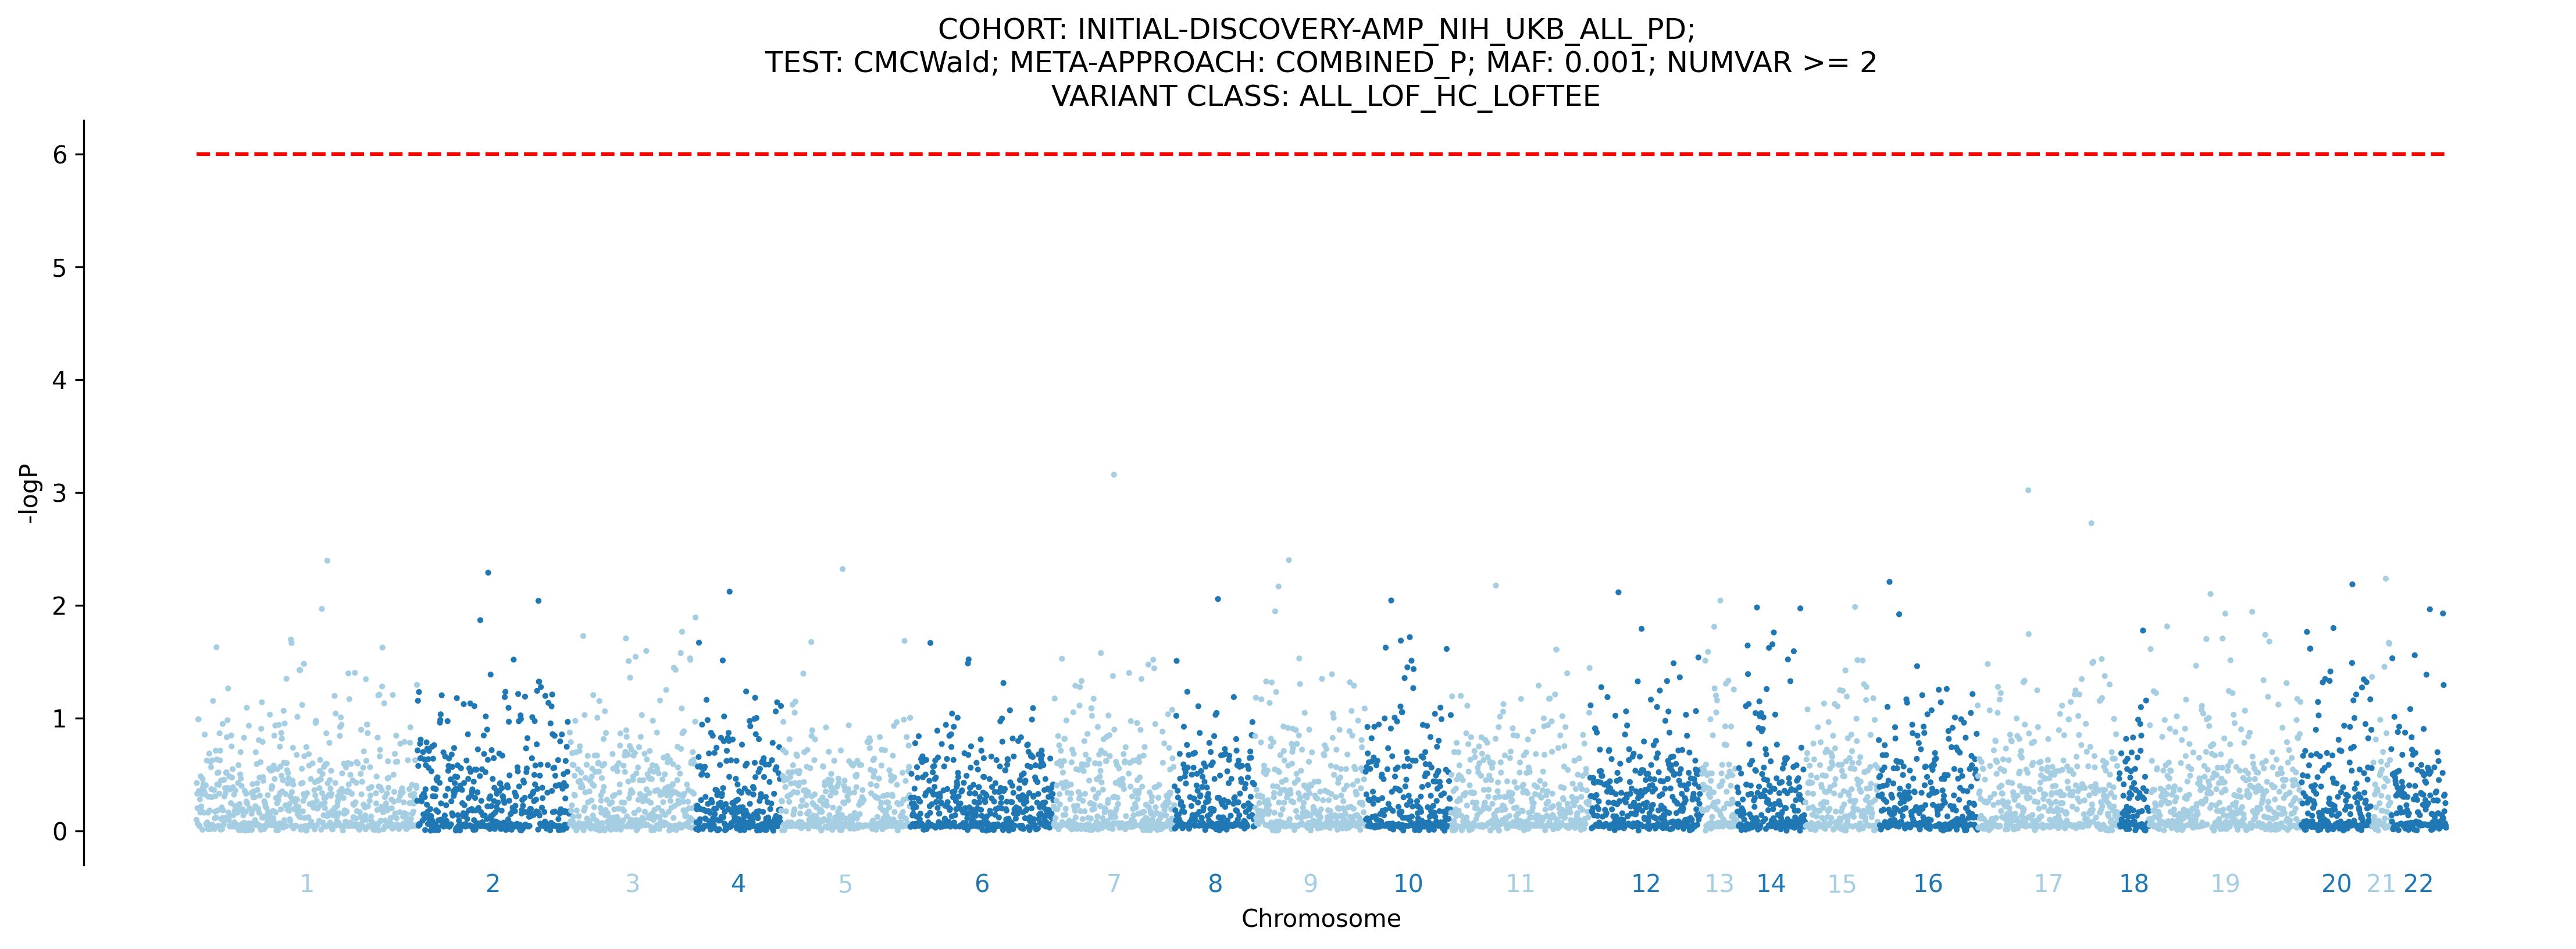 COHORT: INITIAL-DISCOVERY-AMP_NIH_UKB_ALL_PD;
TEST: CMCWald; META-APPROACH: COMBINED_P; MAF: 0.001; NUMVAR >= 2
VARIANT CLASS: ALL_LOF_HC_LOFTEE
6
5
4
3
2
1
0
-logP
1 2 3 4 5 6 7 8 9 10 11 12 13 14 15 16 17 18 19 20 21 22
Chromosome